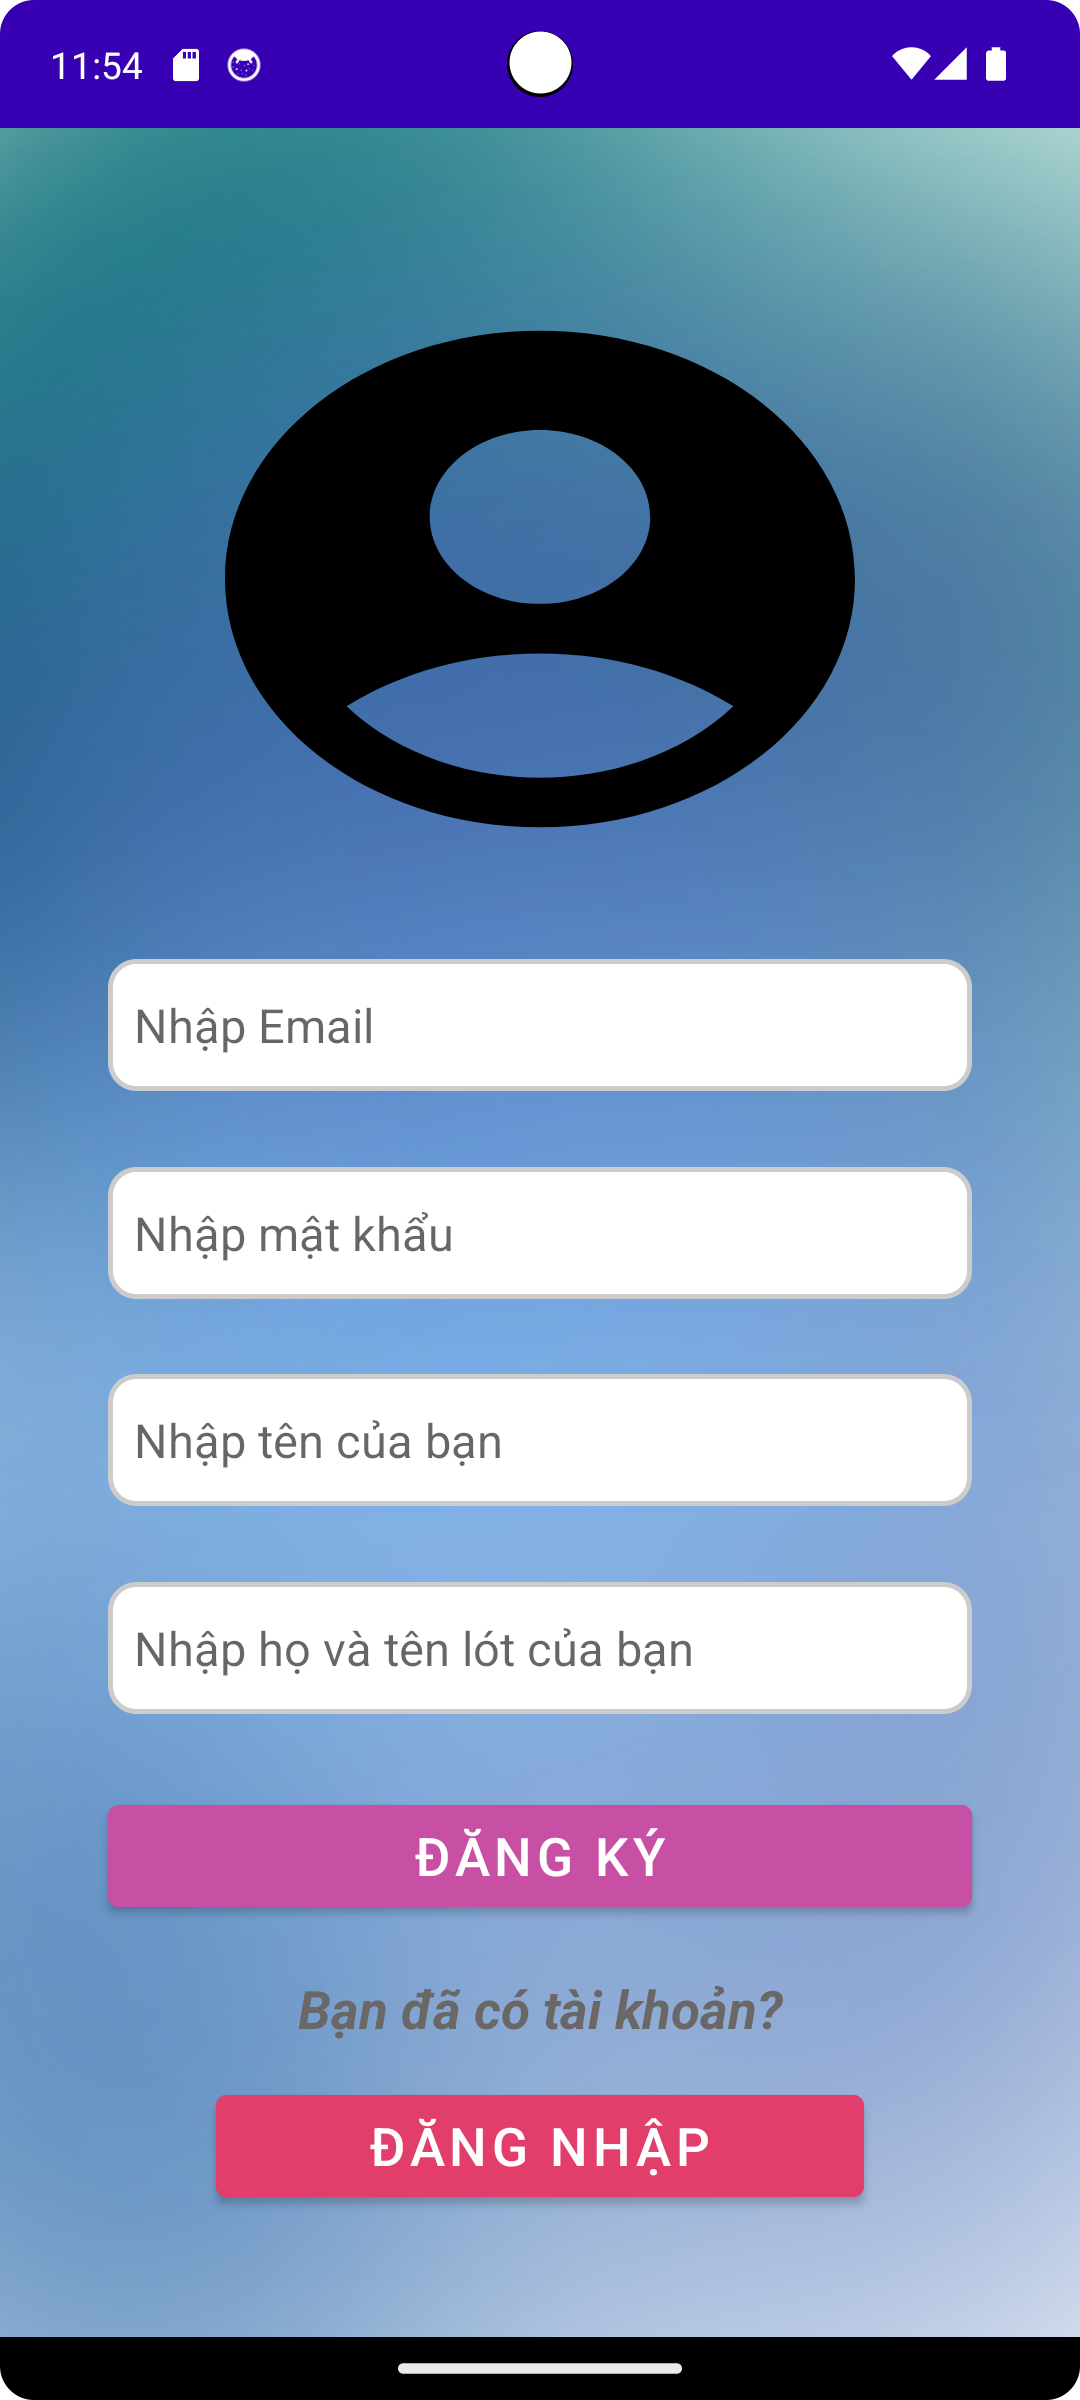 11:54
Nhập Email
Nhập mật khẩu
Nhập tên của bạn
Nhập họ và tên lót của bạn
ĐĂNG KÝ
Bạn đã có tài khoản?
ĐĂNG NHẬP